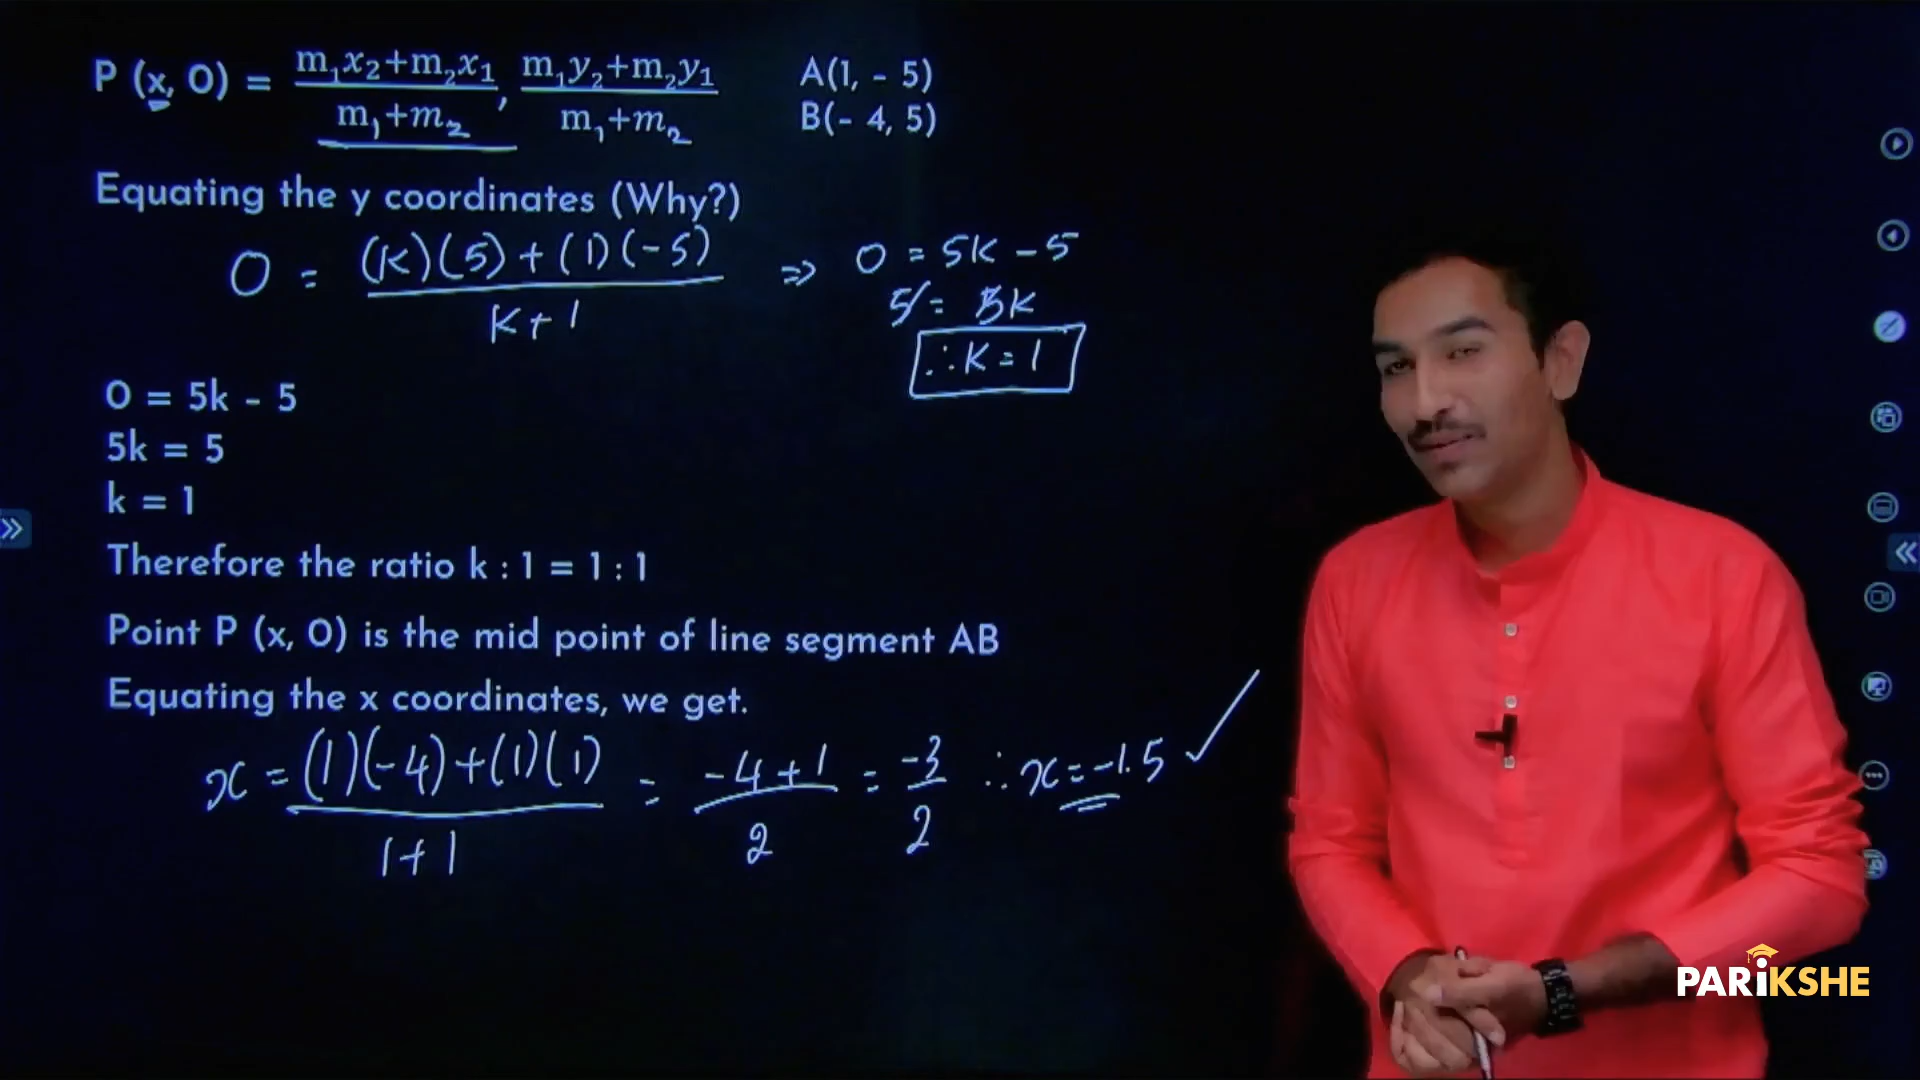 P (x, 0) = m₁x₂+m₂x₁ / m₁+m₂ , m₁y₂+m₂y₁ / m₁+m₂
A(1, - 5)
B(- 4, 5)
Equating the y coordinates (Why?)
0 = (K)(5)+(1)(-5) / K+1 => 0 = 5K - 5
5 = 5K
∴K = 1
0 = 5k - 5
5k = 5
k = 1
Therefore the ratio k : 1 = 1 : 1
Point P (x, 0) is the mid point of line segment AB
Equating the x coordinates, we get.
x = (1)(-4)+(1)(1) / 1+1 = -4+1 / 2 = -3 / 2 ∴ x = -1.5 ✓
PARiKSHE